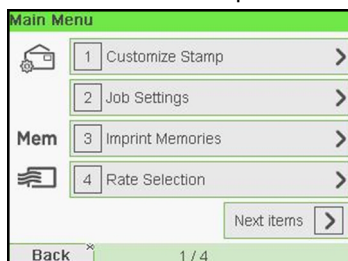 Main Menu
1 Customize Stamp
2 Job Settings
Mem 3 Imprint Memories
4 Rate Selection
Next items
Back 1 / 4